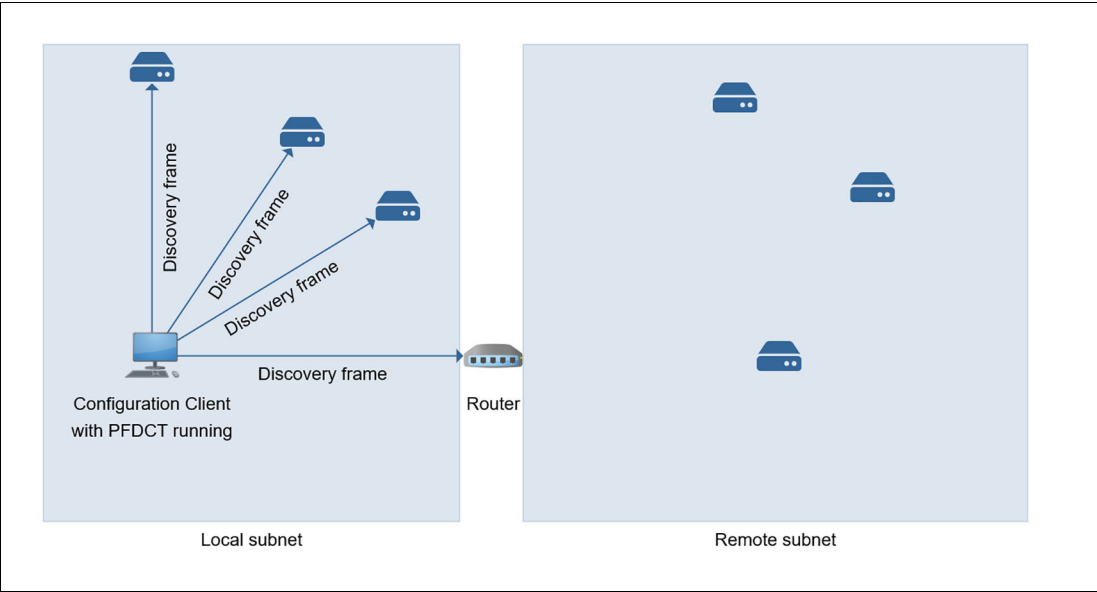 Discovery frame
Discovery frame
Discovery frame
Discovery frame
Configuration Client
with PFDCT running
Router
Local subnet
Remote subnet